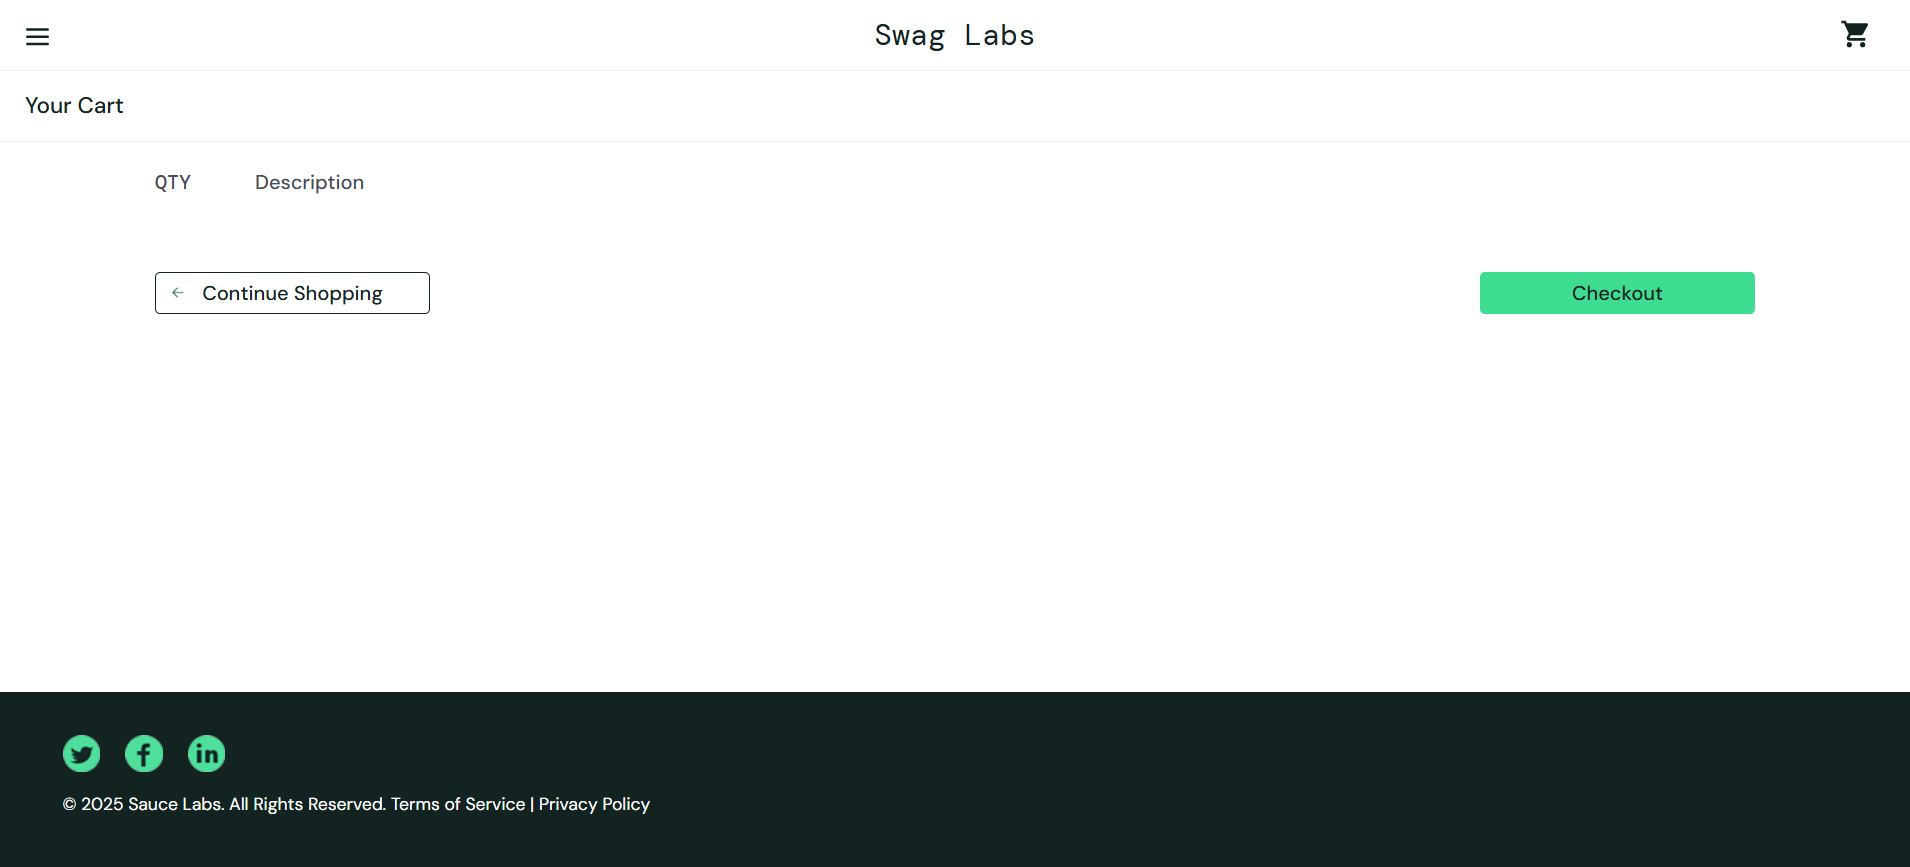 Swag Labs
Your Cart
QTY Description
Continue Shopping Checkout
© 2025 Sauce Labs. All Rights Reserved. Terms of Service | Privacy Policy